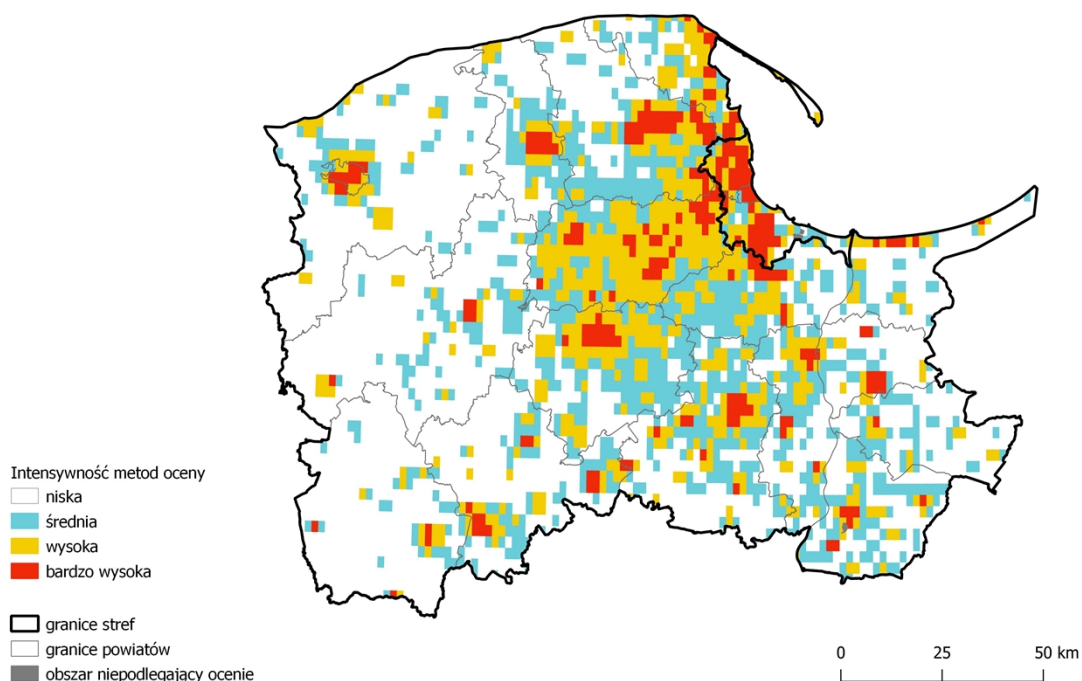 Intensywność metod oceny
niska
średnia
wysoka
bardzo wysoka
granice stref
granice powiatów
obszar niepodlegający ocenie
0 25 50 km